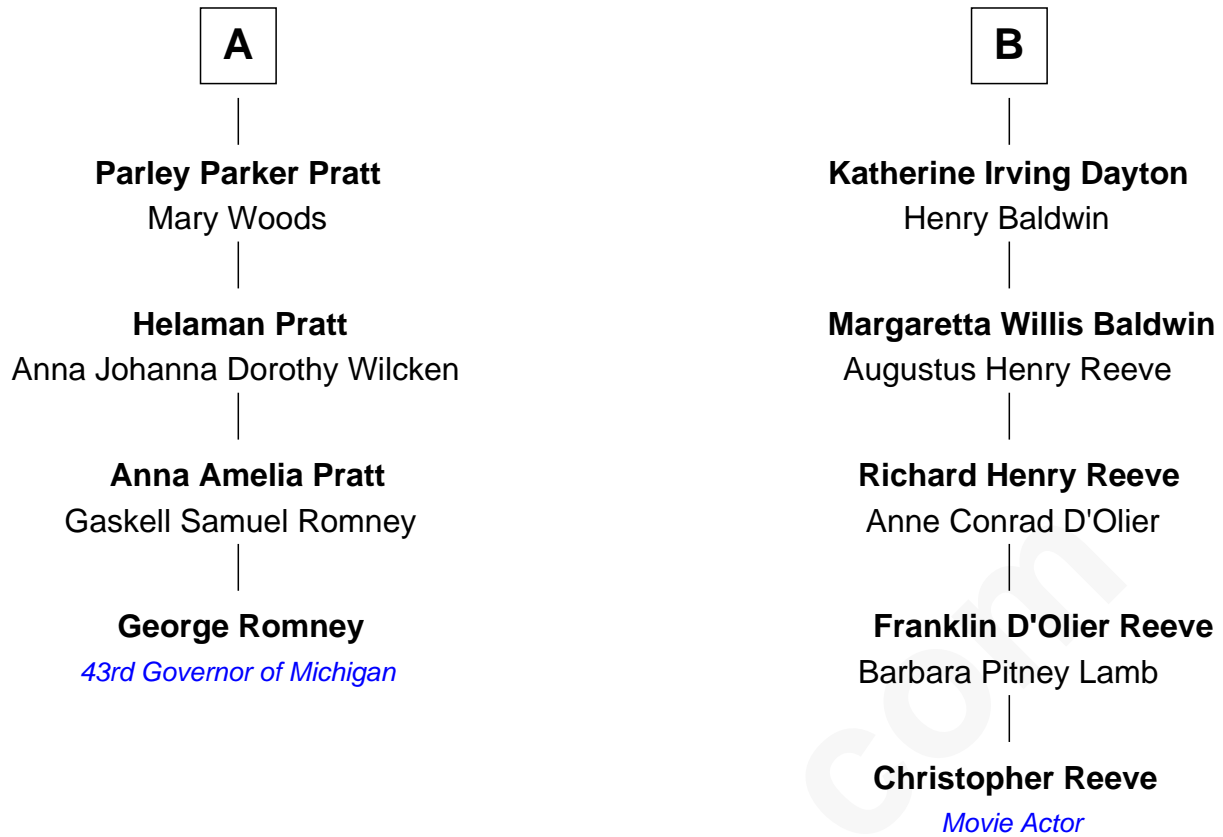 A
Parley Parker Pratt
Mary Woods
Helaman Pratt
Anna Johanna Dorothy Wilcken
Anna Amelia Pratt
Gaskell Samuel Romney
George Romney
43rd Governor of Michigan
B
Katherine Irving Dayton
Henry Baldwin
Margaretta Willis Baldwin
Augustus Henry Reeve
Richard Henry Reeve
Anne Conrad D'Olier
Franklin D'Olier Reeve
Barbara Pitney Lamb
Christopher Reeve
Movie Actor
com